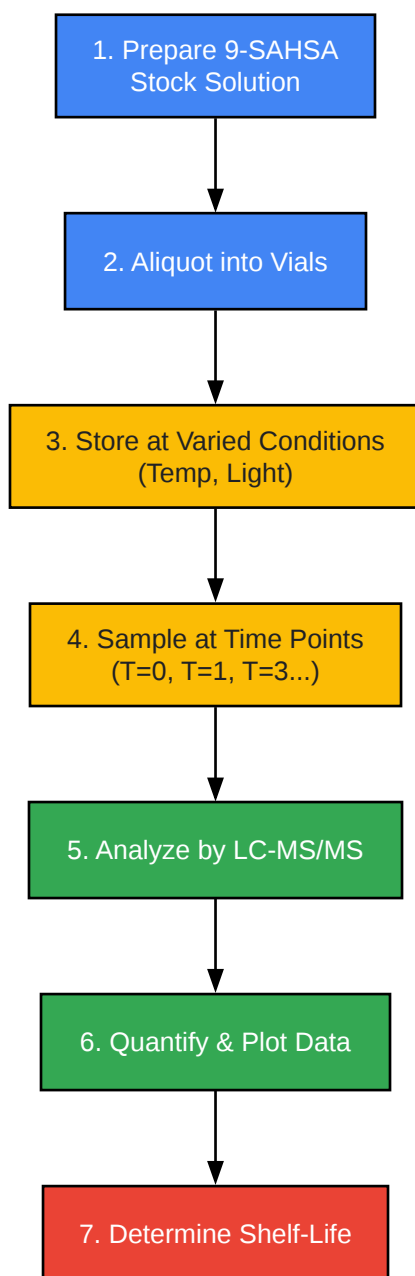 1. Prepare 9-SAHSA
Stock Solution
2. Aliquot into Vials
3. Store at Varied Conditions
(Temp, Light)
4. Sample at Time Points
(T=0, T=1, T=3...)
5. Analyze by LC-MS/MS
6. Quantify & Plot Data
7. Determine Shelf-Life